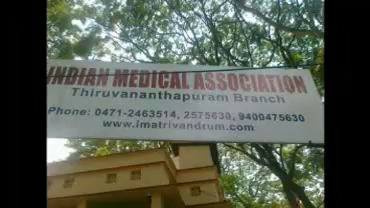 INDIAN MEDICAL ASSOCIATION
Thiruvananthapuram Branch
Phone: 0471-2463514, 2575630, 9400475630
www.imatrivandrum.com